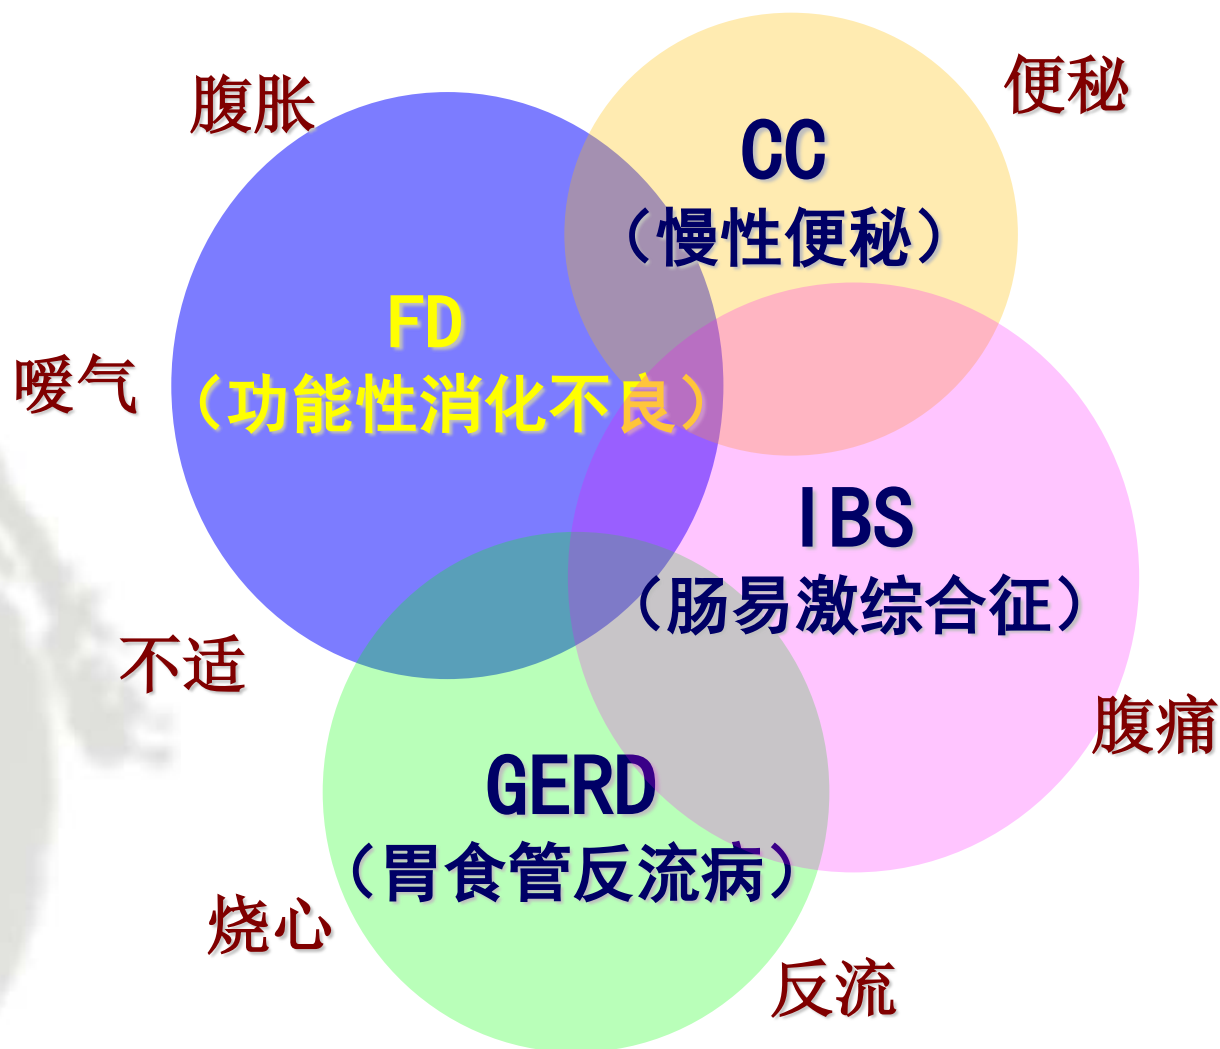 腹胀
便秘
CC
（慢性便秘）
FD
（功能性消化不良）
嗳气
IBS
（肠易激综合征）
不适
腹痛
GERD
（胃食管反流病）
烧心
反流